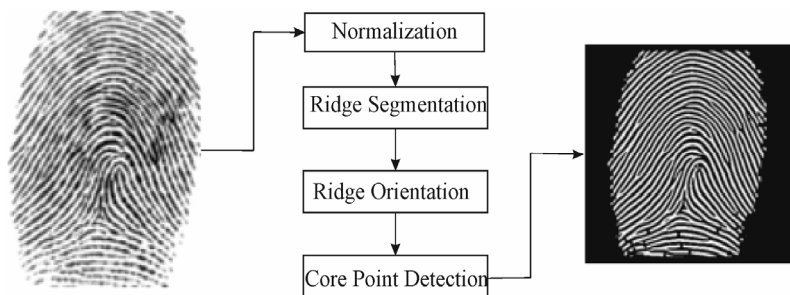 Normalization
Ridge Segmentation
Ridge Orientation
Core Point Detection